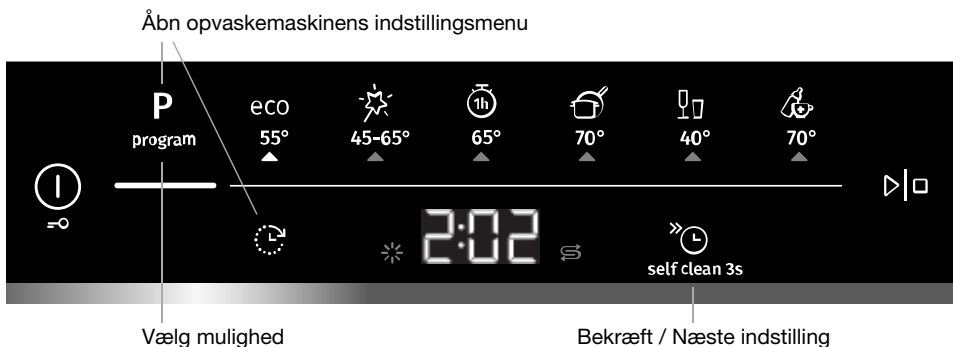 Åbn opvaskemaskinens indstillingsmenu
P
program
eco
55°
45-65°
1h
65°
70°
40°
70°
2:02
self clean 3s
Vælg mulighed
Bekræft / Næste indstilling